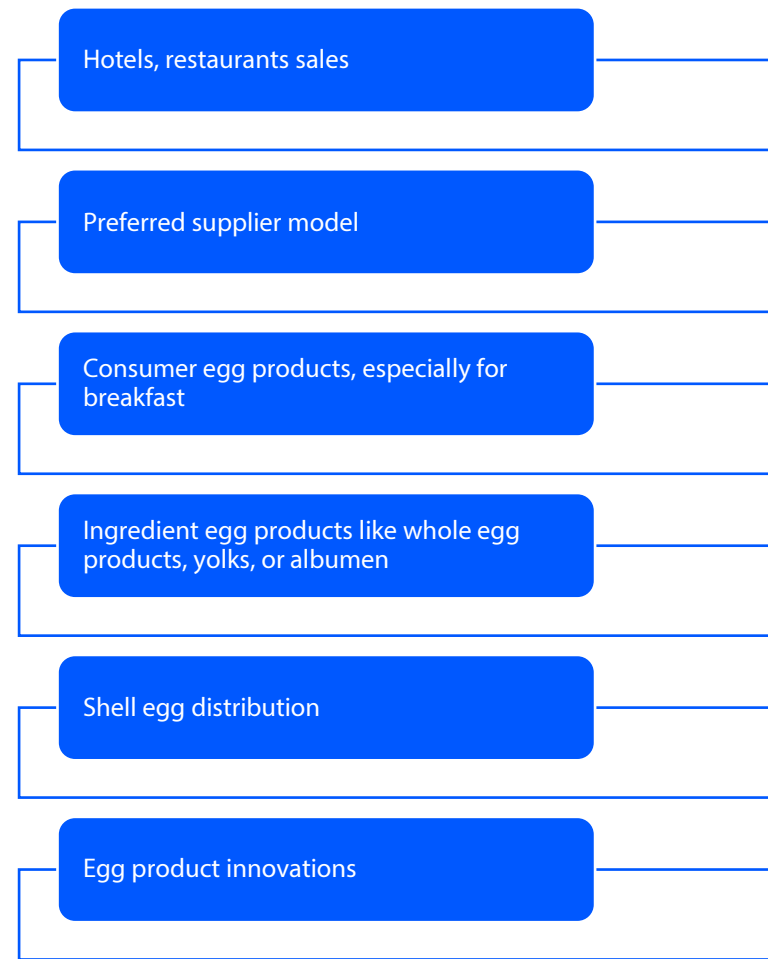 Hotels, restaurants sales
Preferred supplier model
Consumer egg products, especially for
breakfast
Ingredient egg products like whole egg
products, yolks, or albumen
Shell egg distribution
Egg product innovations